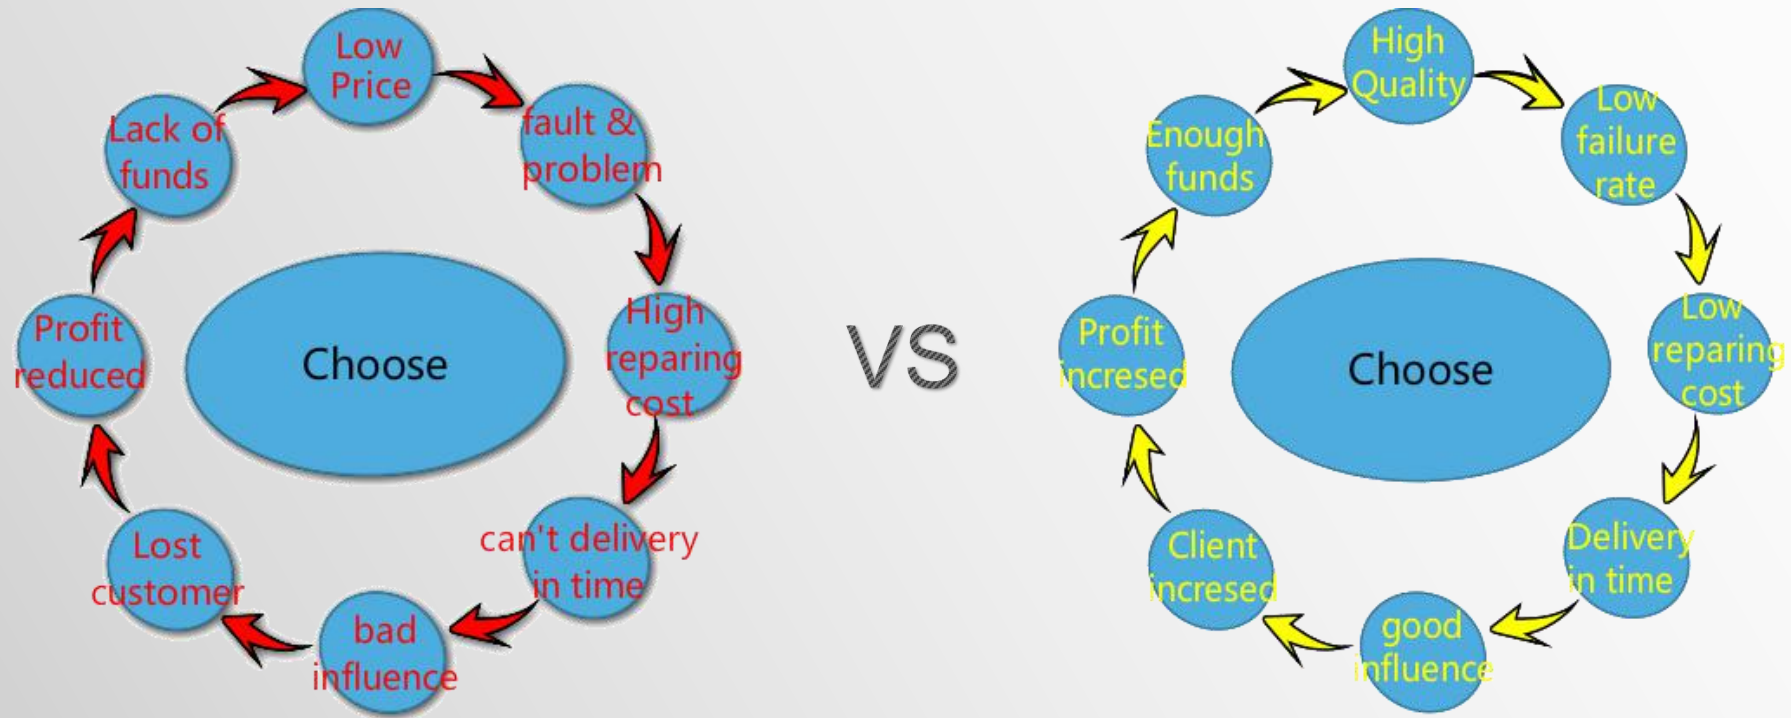 Low
Price
fault &
problem
High
reparing
cost
can't delivery
in time
bad
influence
Lost
customer
Profit
reduced
Lack of
funds
Choose
VS
High
Quality
Low
failure
rate
Low
reparing
cost
Delivery
in time
good
influence
Client
incresed
Profit
incresed
Enough
funds
Choose